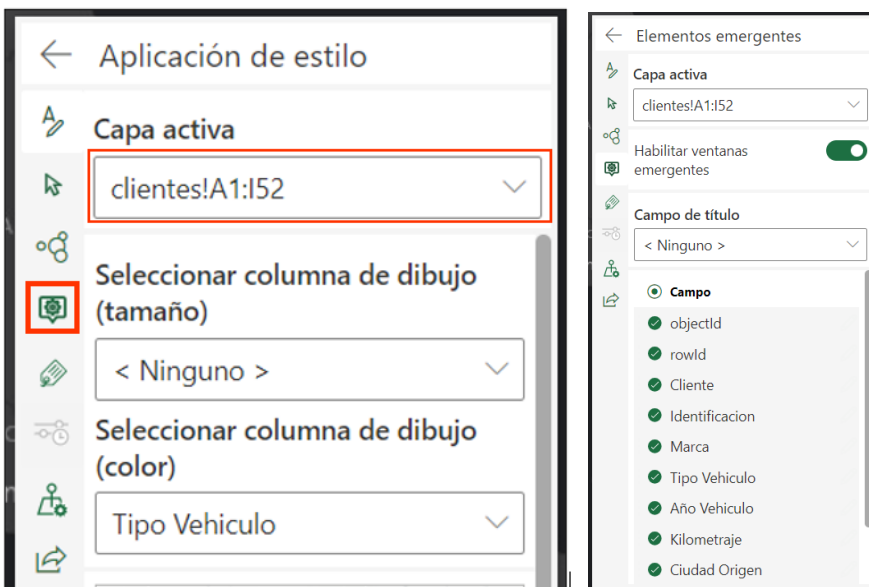 Aplicación de estilo
Capa activa
clientes!A1:I52
Seleccionar columna de dibujo
(tamaño)
< Ninguno >
Seleccionar columna de dibujo
(color)
Tipo Vehiculo
Elementos emergentes
Capa activa
clientes!A1:I52
Habilitar ventanas
emergentes
Campo de título
< Ninguno >
Campo
objectId
rowId
Cliente
Identificacion
Marca
Tipo Vehiculo
Año Vehiculo
Kilometraje
Ciudad Origen